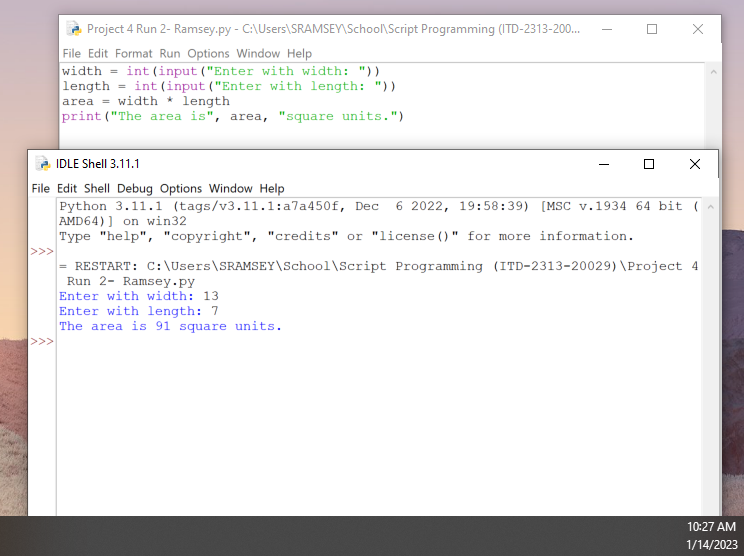 Project 4 Run 2- Ramsey.py - C:\Users\SRAMSEY\School\Script Programming (ITD-2313-200...
File Edit Format Run Options Window Help
width = int(input("Enter with width: "))
length = int(input("Enter with length: "))
area = width * length
print("The area is", area, "square units.")
IDLE Shell 3.11.1
File Edit Shell Debug Options Window Help
Python 3.11.1 (tags/v3.11.1:a7a450f, Dec  6 2022, 19:58:39) [MSC v.1934 64 bit (
AMD64)] on win32
Type "help", "copyright", "credits" or "license()" for more information.
>>>
= RESTART: C:\Users\SRAMSEY\School\Script Programming (ITD-2313-20029)\Project 4
 Run 2- Ramsey.py
Enter with width: 13
Enter with length: 7
The area is 91 square units.
>>>
10:27 AM
1/14/2023